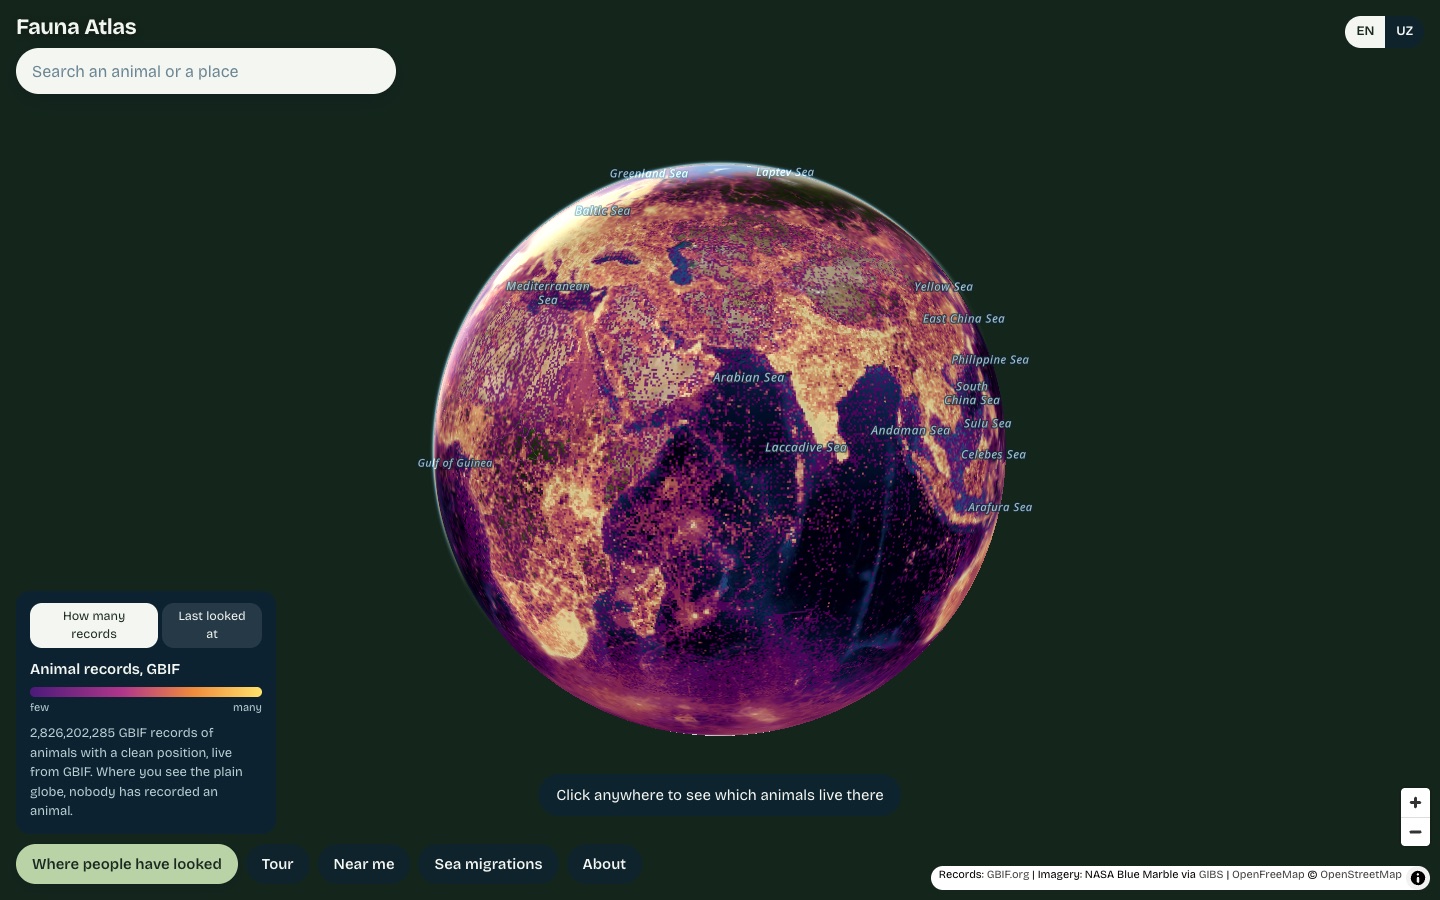 Fauna Atlas
EN
UZ
Search an animal or a place
Greenland Sea
Laptev Sea
Baltic Sea
Mediterranean
Sea
Yellow Sea
East China Sea
Philippine Sea
Arabian Sea
South
China Sea
Sulu Sea
Andaman Sea
Laccadive Sea
Celebes Sea
Gulf of Guinea
Arafura Sea
How many
records
Last looked
at
Animal records, GBIF
few
many
2,826,202,285 GBIF records of
animals with a clean position, live
from GBIF. Where you see the plain
globe, nobody has recorded an
animal.
Click anywhere to see which animals live there
Where people have looked
Tour
Near me
Sea migrations
About
Records: GBIF.org | Imagery: NASA Blue Marble via GIBS | OpenFreeMap © OpenStreetMap